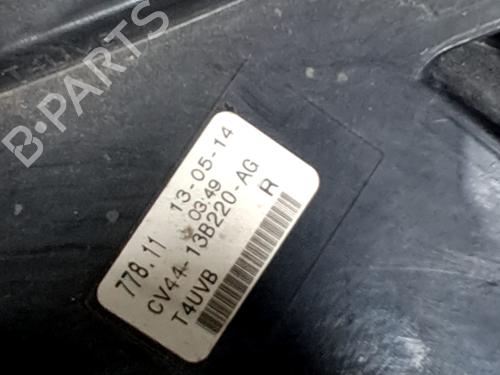 B-PARTS
778.11 13-05-14
03:49
CV44-13B220-AG
T4UVB R